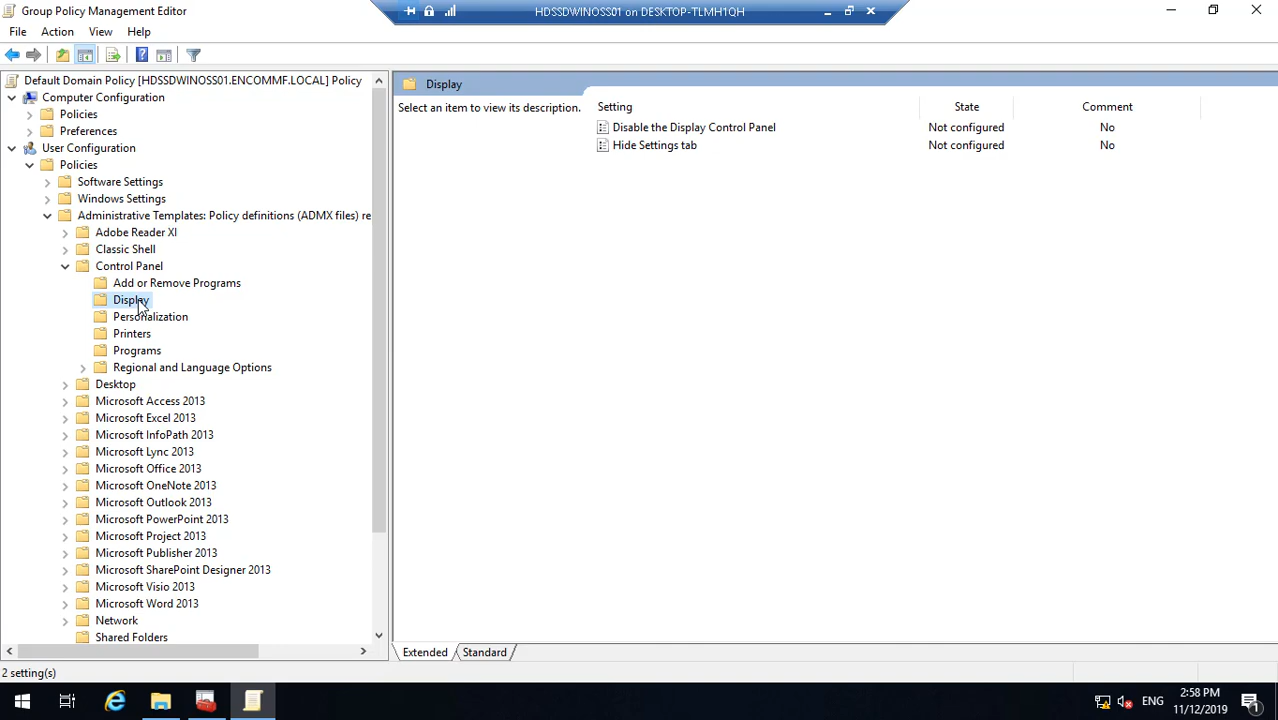 Group Policy Management Editor
HDSSDWINOSS01 on DESKTOP-TLMH1QH
File Action View Help
Default Domain Policy [HDSSDWINOSS01.ENCOMMF.LOCAL] Policy
Computer Configuration
Policies
Preferences
User Configuration
Policies
Software Settings
Windows Settings
Administrative Templates: Policy definitions (ADMX files) re
Adobe Reader XI
Classic Shell
Control Panel
Add or Remove Programs
Display
Personalization
Printers
Programs
Regional and Language Options
Desktop
Microsoft Access 2013
Microsoft Excel 2013
Microsoft InfoPath 2013
Microsoft Lync 2013
Microsoft Office 2013
Microsoft OneNote 2013
Microsoft Outlook 2013
Microsoft PowerPoint 2013
Microsoft Project 2013
Microsoft Publisher 2013
Microsoft SharePoint Designer 2013
Microsoft Visio 2013
Microsoft Word 2013
Network
Shared Folders
Display
Select an item to view its description.
Setting State Comment
Disable the Display Control Panel Not configured No
Hide Settings tab Not configured No
Extended Standard
2 setting(s)
ENG
2:58 PM
11/12/2019
1